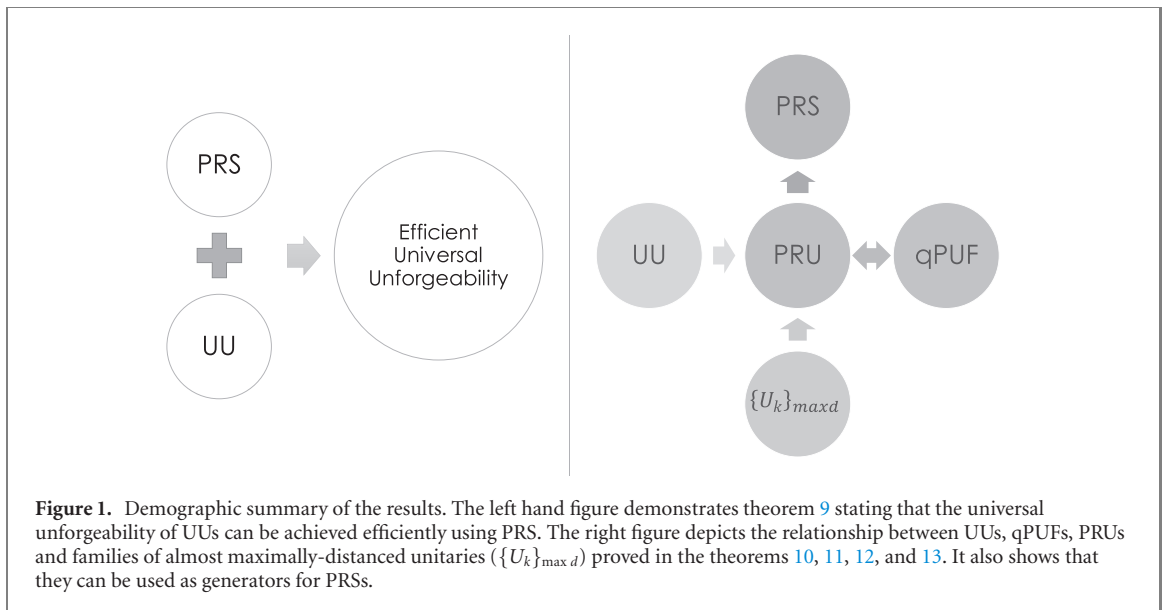 PRS
UU
Efficient
Universal
Unforgeability
PRS
UU
PRU
qPUF
{U_k}_{maxd}
Figure 1. Demographic summary of the results. The left hand figure demonstrates theorem 9 stating that the universal
unforgeability of UUs can be achieved efficiently using PRS. The right figure depicts the relationship between UUs, qPUFs, PRUs
and families of almost maximally-distanced unitaries ({U_k}_{max d}) proved in the theorems 10, 11, 12, and 13. It also shows that
they can be used as generators for PRSs.